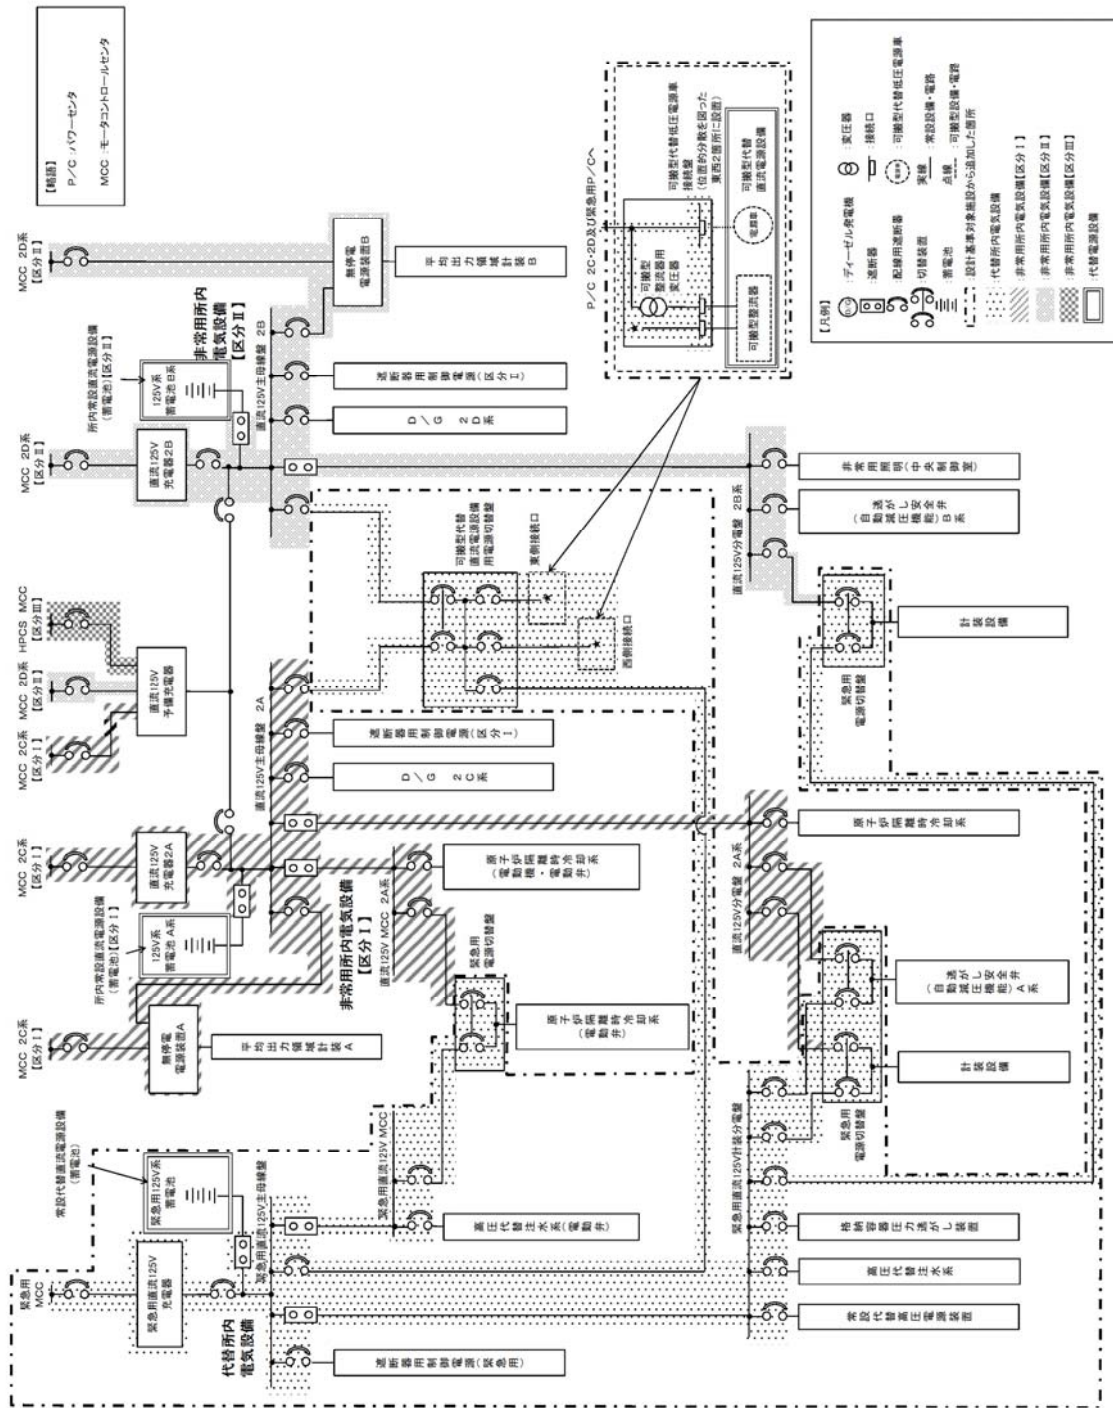 【略語】
P/C :パワーセンタ
MCC :モータコントロールセンタ
緊急用
MCC
緊急用直流125V
充電器
常設代替直流電源設備
(蓄電池)
緊急用125V系
蓄電池
緊急用直流125V主母線盤
代替所内
電気設備
遮断器用制御電源(緊急用)
緊急用直流125V MCC
高圧代替注水系(電動弁)
緊急用直流125V計装分電盤
常設代替高圧電源装置
高圧代替注水系
格納容器圧力逃がし装置
MCC 2C系
【区分Ⅰ】
無停電
電源装置A
平均出力領域計装A
所内常設直流電源設備
(蓄電池)【区分Ⅰ】
125V系
蓄電池A系
MCC 2C系
【区分Ⅰ】
直流125V
充電器2A
非常用所内電気設備
【区分Ⅰ】
直流125V主母線盤 2A
直流125V MCC 2A系
緊急用
電源切替盤
原子炉隔離時冷却系
(電動弁)
原子炉隔離時冷却系
(電動機・電動弁)
D/G 2C系
遮断器用制御電源(区分Ⅰ)
直流125V分電盤 2A系
原子炉隔離時冷却系
緊急用
電源切替盤
計装設備
逃がし安全弁
(自動減圧機能)A系
MCC 2C系
【区分Ⅰ】
MCC 2D系
【区分Ⅱ】
HPCS MCC
【区分Ⅲ】
直流125V
予備充電器
可搬型代替
直流電源設備
用電源切替盤
西側接続口
東側接続口
MCC 2D系
【区分Ⅱ】
直流125V
充電器2B
所内常設直流電源設備
(蓄電池)【区分Ⅱ】
125V系
蓄電池B系
非常用所内
電気設備
【区分Ⅱ】
直流125V主母線盤 2B
D/G 2D系
遮断器用制御電源(区分Ⅱ)
MCC 2D系
【区分Ⅱ】
無停電
電源装置B
平均出力領域計装B
直流125V分電盤 2B系
緊急用
電源切替盤
計装設備
逃がし安全弁
(自動減圧機能)B系
非常用照明(中央制御室)
P/C 2C・2D及び緊急用P/Cへ
可搬型
整流器用
変圧器
可搬型代替低圧電源車
接続盤
(位置的分散を図った
東西2箇所に設置)
可搬型整流器
電源車
可搬型代替
直流電源設備
【凡例】
D/G :ディーゼル発電機
:遮断器
:配線用遮断器
:切替装置
:蓄電池
:変圧器
:接続口
電源車 :可搬型代替低圧電源車
実線 :常設設備・電路
点線 :可搬型設備・電路
:設計基準対象施設から追加した箇所
:代替所内電気設備
:非常用所内電気設備【区分Ⅰ】
:非常用所内電気設備【区分Ⅱ】
:非常用所内電気設備【区分Ⅲ】
:代替電源設備